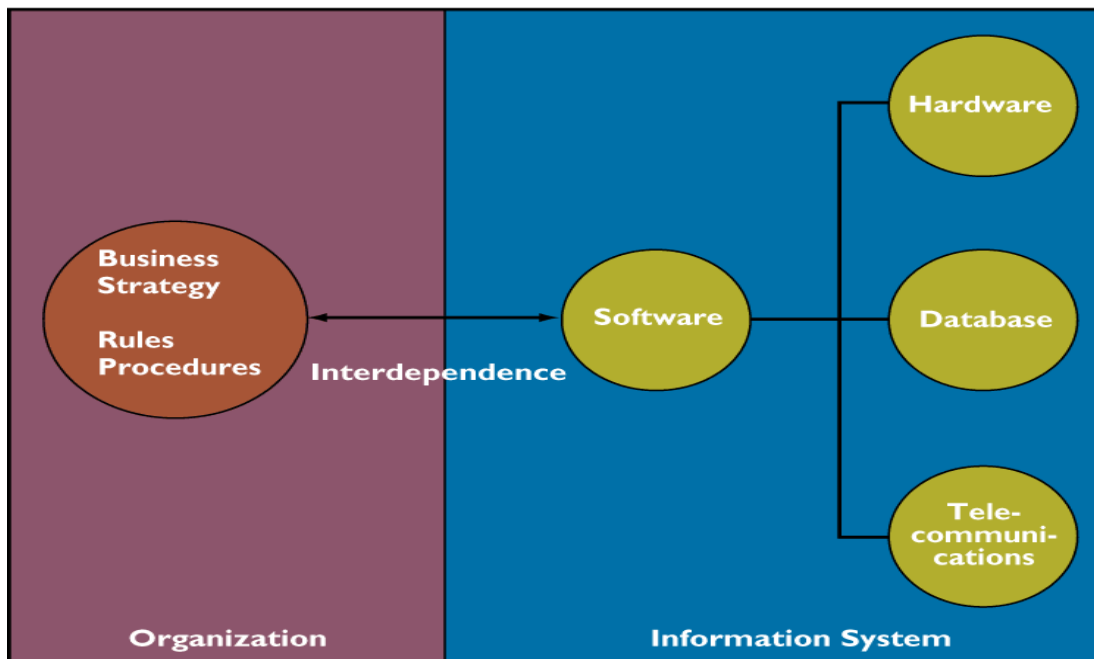 Business
Strategy
Rules
Procedures
Interdependence
Software
Hardware
Database
Tele-
communi-
cations
Organization
Information System